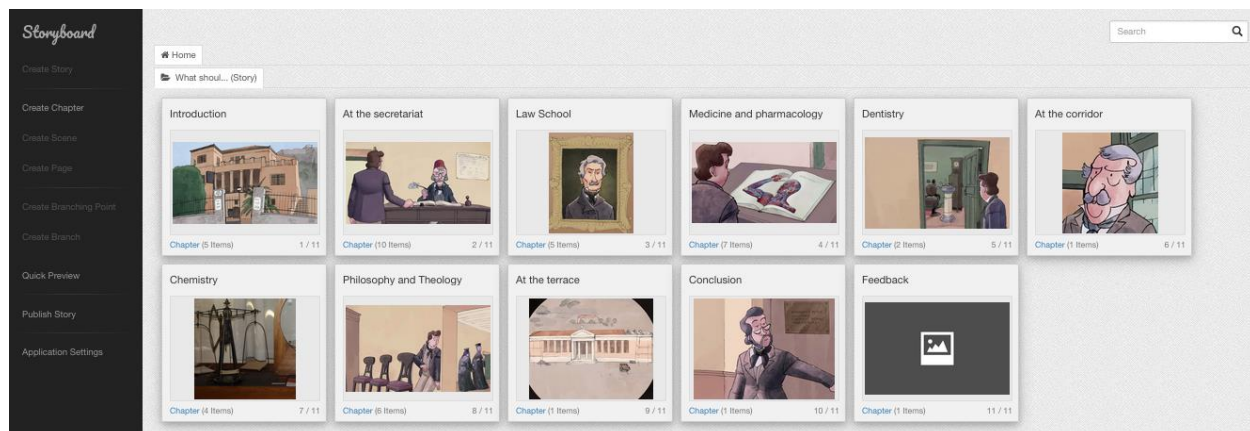 Storyboard
Create Story
Create Chapter
Create Scene
Create Page
Create Branching Point
Create Branch
Quick Preview
Publish Story
Application Settings
Search
Home
What shoul... (Story)
Introduction
Chapter (5 Items) 1 / 11
At the secretariat
Chapter (10 Items) 2 / 11
Law School
Chapter (5 Items) 3 / 11
Medicine and pharmacology
Chapter (7 Items) 4 / 11
Dentistry
Chapter (2 Items) 5 / 11
At the corridor
Chapter (1 Items) 6 / 11
Chemistry
Chapter (4 Items) 7 / 11
Philosophy and Theology
Chapter (6 Items) 8 / 11
At the terrace
Chapter (1 Items) 9 / 11
Conclusion
Chapter (1 Items) 10 / 11
Feedback
Chapter (1 Items) 11 / 11